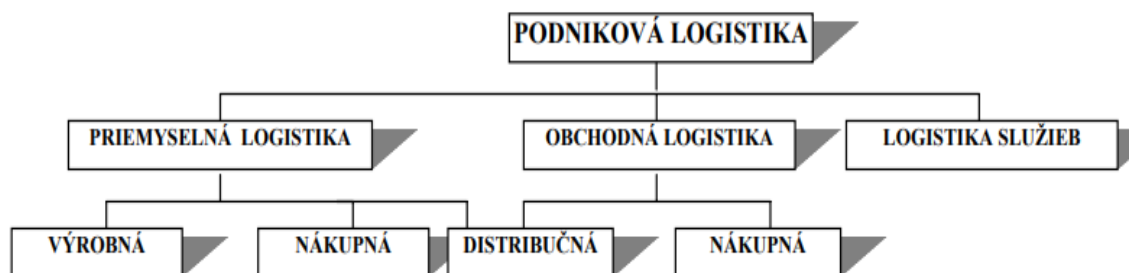 PODNIKOVÁ LOGISTIKA
PRIEMYSELNÁ LOGISTIKA
OBCHODNÁ LOGISTIKA
LOGISTIKA SLUŽIEB
VÝROBNÁ
NÁKUPNÁ
DISTRIBUČNÁ
NÁKUPNÁ